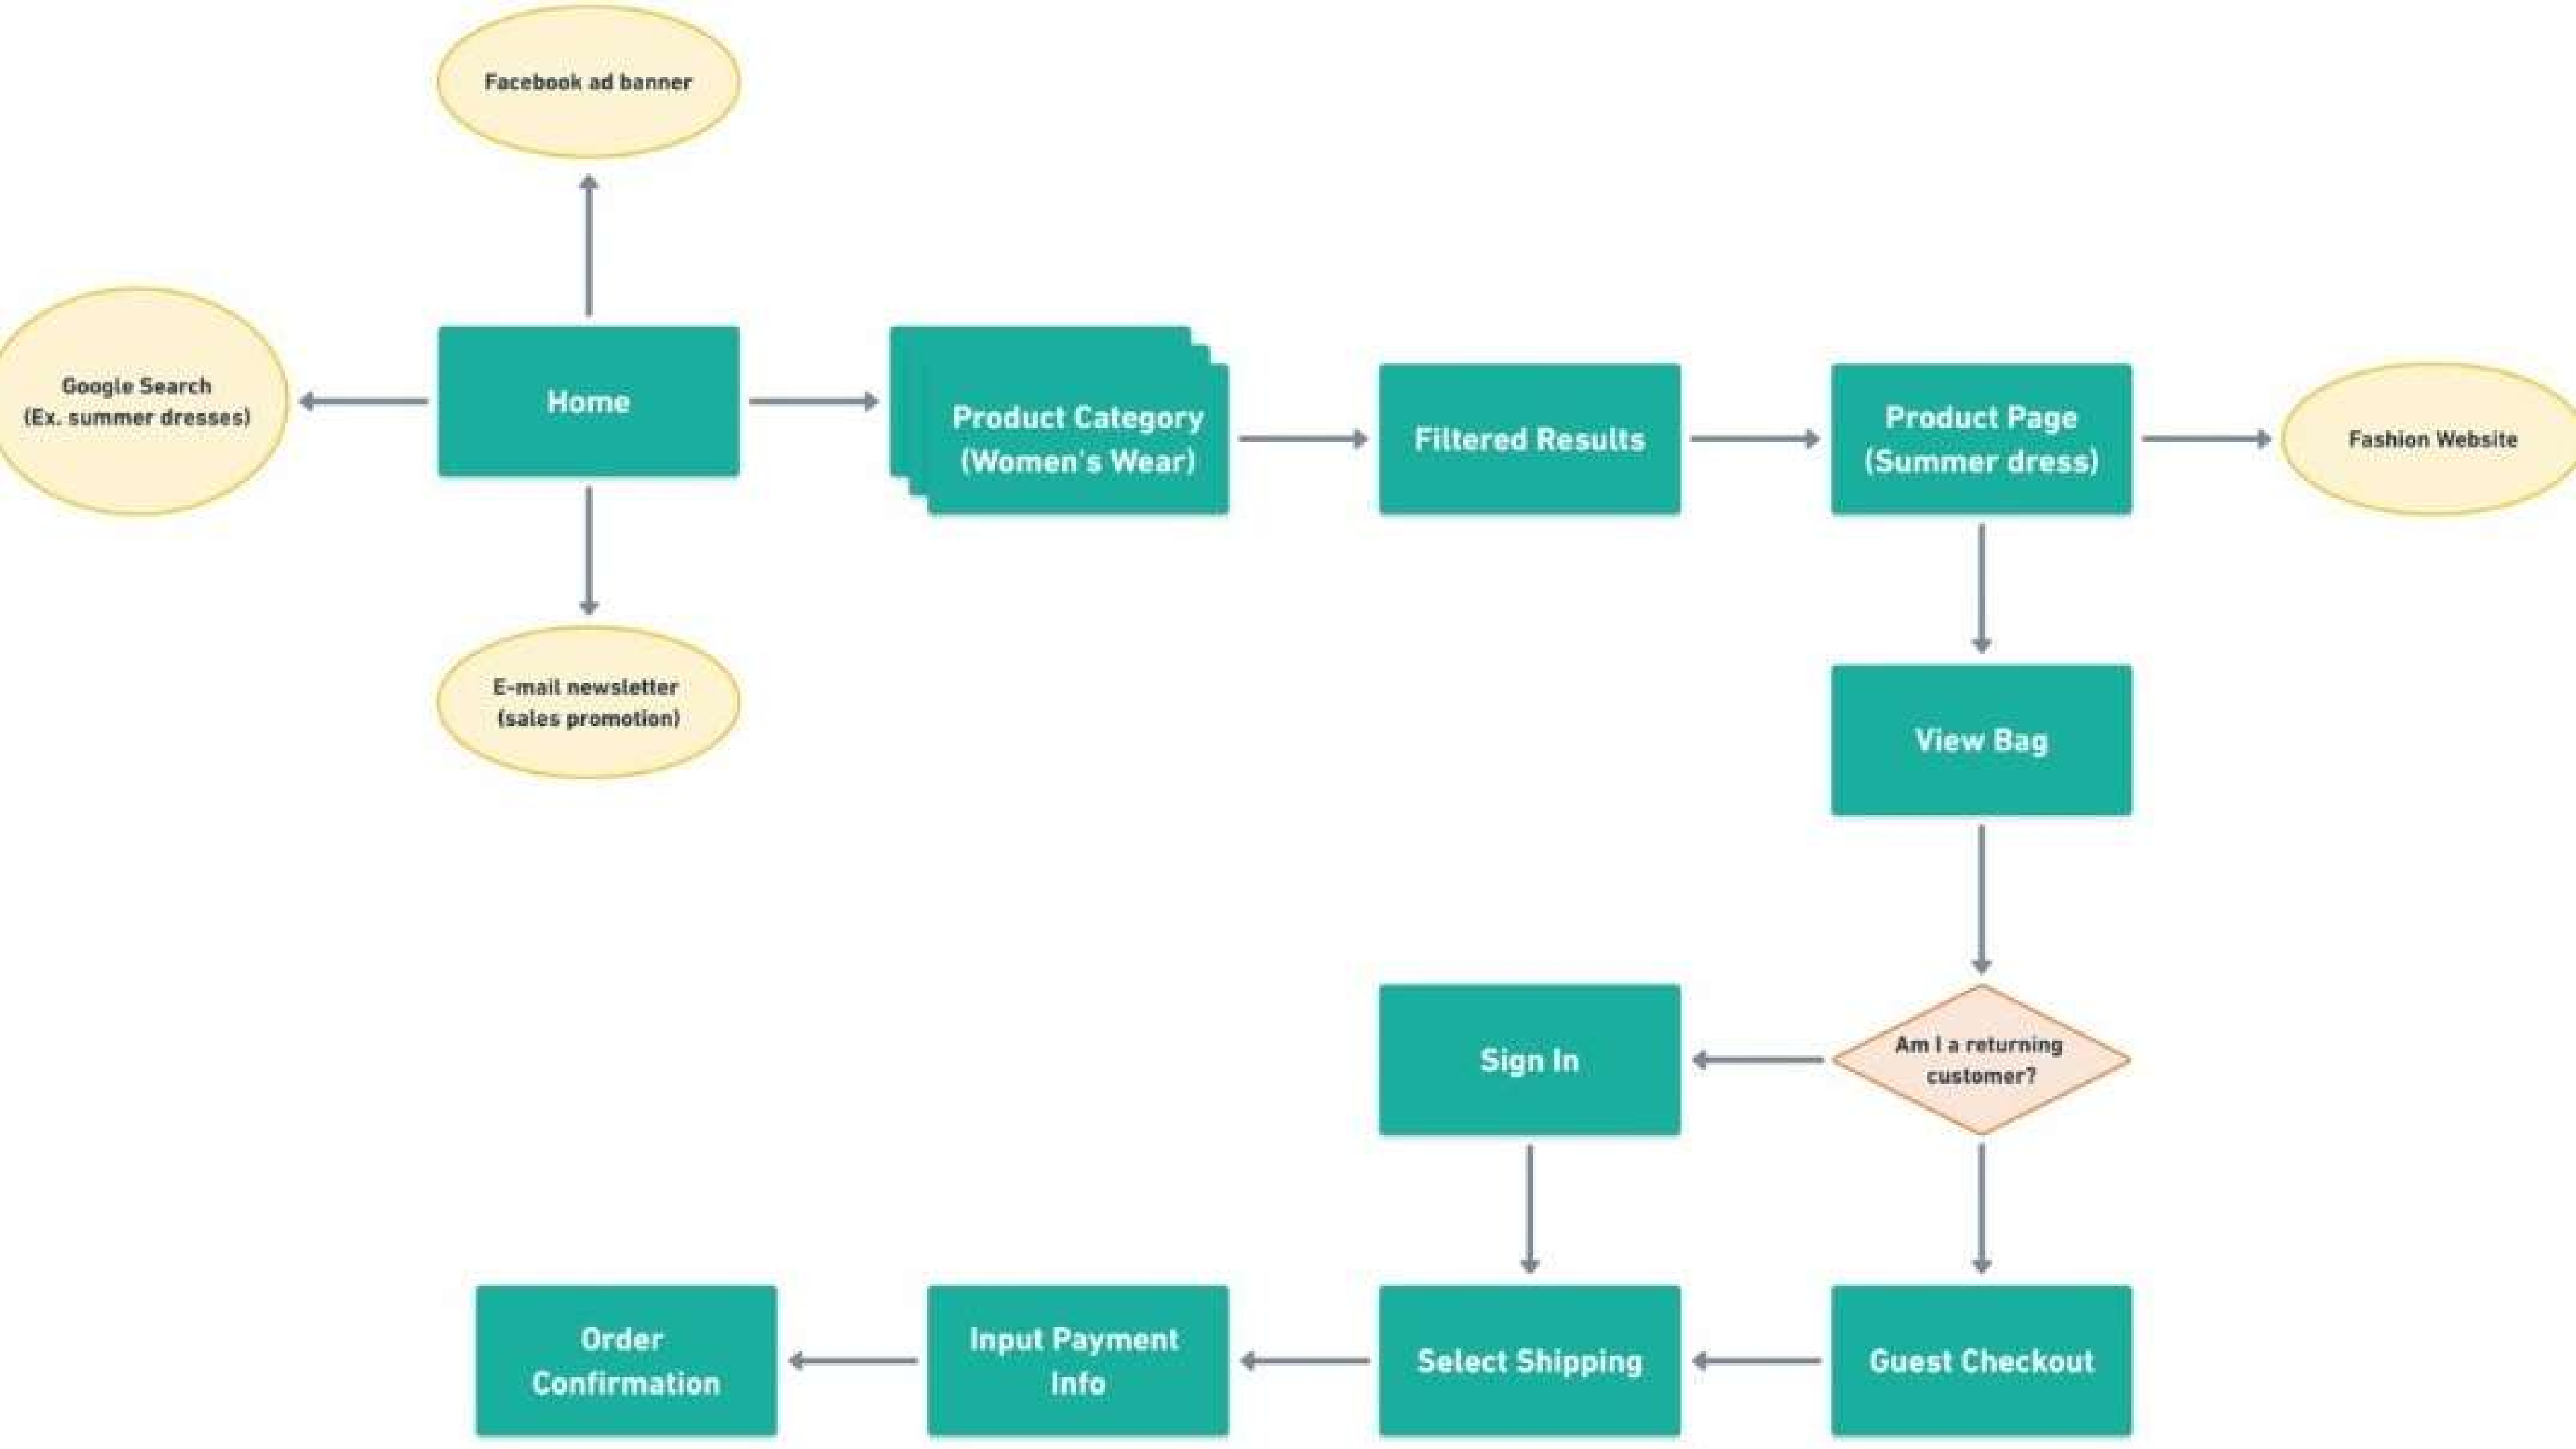 Facebook ad banner
Google Search
(Ex. summer dresses)
Home
Product Category
(Women's Wear)
Filtered Results
Product Page
(Summer dress)
Fashion Website
E-mail newsletter
(sales promotion)
View Bag
Sign In
Am I a returning
customer?
Order
Confirmation
Input Payment
Info
Select Shipping
Guest Checkout